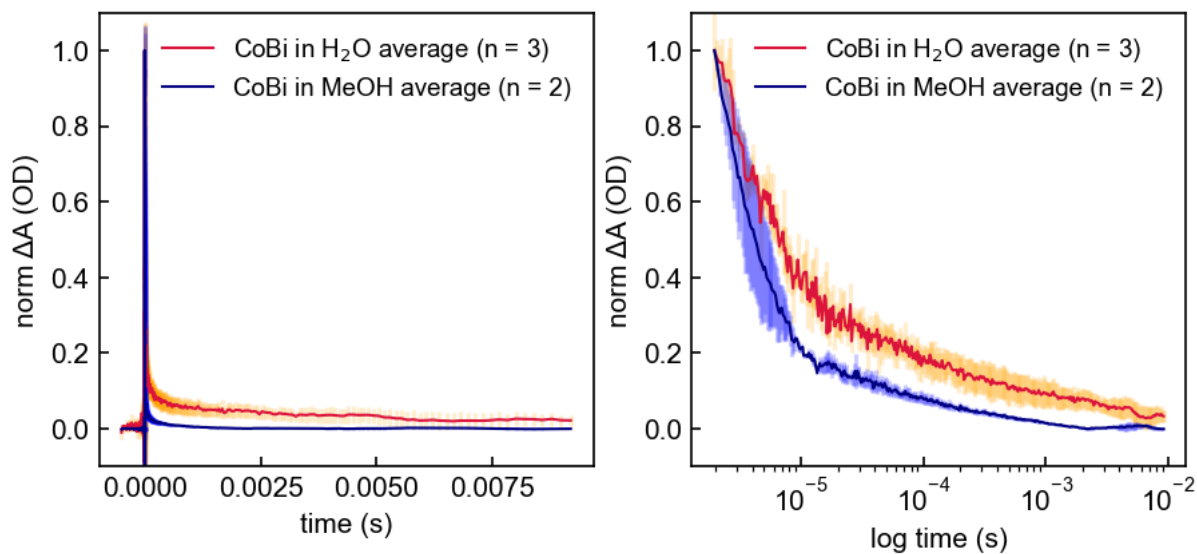 norm ΔA (OD)
1.0
0.8
0.6
0.4
0.2
0.0
CoBi in H₂O average (n = 3)
CoBi in MeOH average (n = 2)
0.0000
0.0025
0.0050
0.0075
time (s)
norm ΔA (OD)
1.0
0.8
0.6
0.4
0.2
0.0
CoBi in H₂O average (n = 3)
CoBi in MeOH average (n = 2)
10⁻⁵
10⁻⁴
10⁻³
10⁻²
log time (s)